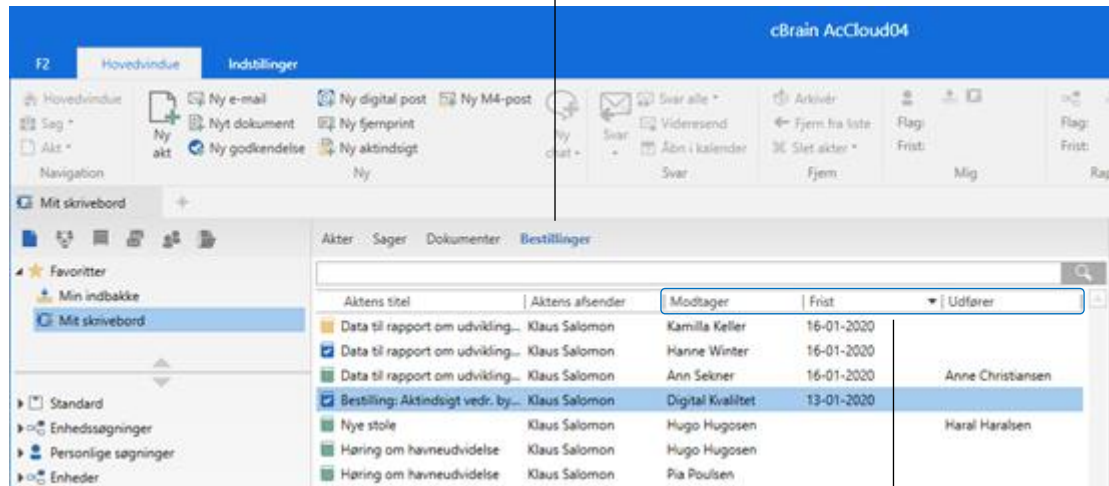 cBrain AcCloud04
F2 Hovedvindue Indstillinger
Hovedvindue Ny e-mail Ny digital post Ny M4-post Svar alle Arkivér
Sag Nyt dokument Ny fjernprint Videresend Fjern fra liste Flag: Flag:
Akt Ny akt Ny godkendelse Ny aktindsigt Ny chat Svar Åbn i kalender Slet akter Frist: Frist:
Navigation Ny Svar Fjern Mig
Mit skrivebord
Akter Sager Dokumenter Bestillinger
Favoritter
Min indbakke
Mit skrivebord
Standard
Enhedssøgninger
Personlige søgninger
Enheder
Aktens titel Aktens afsender Modtager Frist Udfører
Data til rapport om udvikling... Klaus Salomon Kamilla Keller 16-01-2020
Data til rapport om udvikling... Klaus Salomon Hanne Winter 16-01-2020
Data til rapport om udvikling... Klaus Salomon Ann Sekner 16-01-2020 Anne Christiansen
Bestilling: Aktindsigt vedr. by... Klaus Salomon Digital Kvaliltet 13-01-2020
Nye stole Klaus Salomon Hugo Hugosen Haral Haralsen
Høring om havneudvidelse Klaus Salomon Hugo Hugosen
Høring om havneudvidelse Klaus Salomon Pia Poulsen